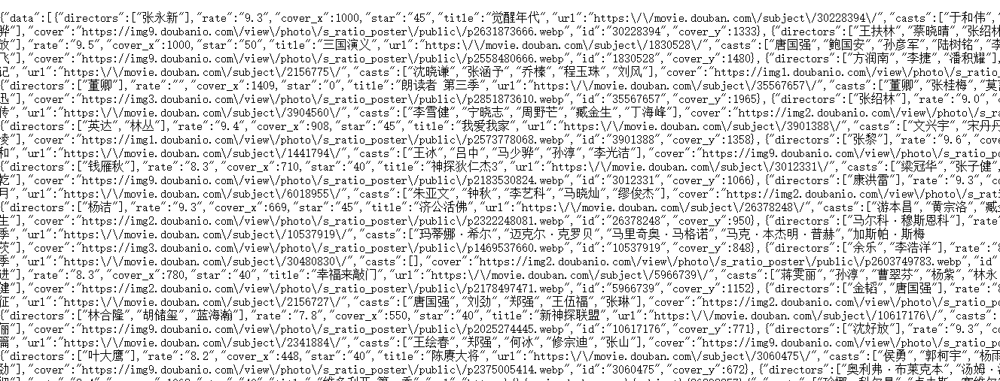 {"data":[{"directors":["张永新"],"rate":"9.3","cover_x":1000,"star":"45","title":"觉醒年代","url":"https:\/\/movie.douban.com\/subject\/30228394\/","casts":["于和伟","
骅"],"cover":"https://img9.doubanio.com\/view\/photo\/s_ratio_poster\/public\/p2631873666.webp","id":"30228394","cover_y":1333},{"directors":["王扶林","蔡晓晴","张绍林
放"],"rate":"9.5","cover_x":1000,"star":"50","title":"三国演义","url":"https:\/\/movie.douban.com\/subject\/1830528\/","casts":["唐国强","鲍国安","孙彦军","陆树铭","李
飞"],"cover":"https://img9.doubanio.com\/view\/photo\/s_ratio_poster\/public\/p2558480666.webp","id":"1830528","cover_y":1480},{"directors":["方润南","李捷","潘积耀"],
记","url":"https:\/\/movie.douban.com\/subject\/2156775\/","casts":["沈晓谦","张涵予","乔榛","程玉珠","刘风"],"cover":"https://img1.doubanio.com\/view\/photo\/s_ratio_
{"directors":["董卿"],"rate":"","cover_x":1409,"star":"0","title":"朗读者 第三季","url":"https:\/\/movie.douban.com\/subject\/35567657\/","casts":["董卿","张桂梅","莫言
迅"],"cover":"https://img3.doubanio.com\/view\/photo\/s_ratio_poster\/public\/p2851873610.webp","id":"35567657","cover_y":1965},{"directors":["张绍林"],"rate":"9.0","c
传","url":"https:\/\/movie.douban.com\/subject\/3904560\/","casts":["李雪健","宁晓志","周野芒","臧金生","丁海峰"],"cover":"https://img2.doubanio.com\/view\/photo\/s_ra
{"directors":["英达","林丛"],"rate":"9.4","cover_x":908,"star":"45","title":"我爱我家","url":"https:\/\/movie.douban.com\/subject\/3901388\/","casts":["文兴宇","宋丹丹
凌"],"cover":"https://img1.doubanio.com\/view\/photo\/s_ratio_poster\/public\/p2573778068.webp","id":"3901388","cover_y":1358},{"directors":["张黎"],"rate":"9.6","cove
和","url":"https:\/\/movie.douban.com\/subject\/1441794\/","casts":["王冰","吕中","马少骅","孙淳","李光洁"],"cover":"https://img9.doubanio.com\/view\/photo\/s_ratio_po
{"directors":["钱雁秋"],"rate":"8.3","cover_x":710,"star":"40","title":"神探狄仁杰3","url":"https:\/\/movie.douban.com\/subject\/3012331\/","casts":["梁冠华","张子健","
乾"],"cover":"https://img9.doubanio.com\/view\/photo\/s_ratio_poster\/public\/p2183530824.webp","id":"3012331","cover_y":1066},{"directors":["康洪雷"],"rate":"9.3","co
月","url":"https:\/\/movie.douban.com\/subject\/6018955\/","casts":["朱亚文","钟秋","李艺科","马晓灿","缪俊杰"],"cover":"https://img2.doubanio.com\/view\/photo\/s_rati
{"directors":["杨洁"],"rate":"9.3","cover_x":669,"star":"45","title":"济公活佛","url":"https:\/\/movie.douban.com\/subject\/26378248\/","casts":["游本昌","黄宗洛","臧金
生"],"cover":"https://img2.doubanio.com\/view\/photo\/s_ratio_poster\/public\/p2322248081.webp","id":"26378248","cover_y":950},{"directors":["马尔科·穆斯恩科"],"rate"
季","url":"https:\/\/movie.douban.com\/subject\/10537919\/","casts":["玛蒂娜·希尔","迈克尔·克罗贝","马里奇奥·马格诺","马克·本杰明·普赫","加斯帕·斯梅
茨"],"cover":"https://img3.doubanio.com\/view\/photo\/s_ratio_poster\/public\/p1469537660.webp","id":"10537919","cover_y":848},{"directors":["余乐","李浩洋"],"rate":"8
季","url":"https:\/\/movie.douban.com\/subject\/30480830\/","casts":[],"cover":"https://img2.doubanio.com\/view\/photo\/s_ratio_poster\/public\/p2603749783.webp","id"
进","rate":"8.3","cover_x":780,"star":"40","title":"幸福来敲门","url":"https:\/\/movie.douban.com\/subject\/5966739\/","casts":["蒋雯丽","孙淳","曹翠芬","杨紫","林永
健"],"cover":"https://img2.doubanio.com\/view\/photo\/s_ratio_poster\/public\/p2178497471.webp","id":"5966739","cover_y":1152},{"directors":["金韬","唐国强"],"rate":"8
征","url":"https:\/\/movie.douban.com\/subject\/2156727\/","casts":["唐国强","刘劲","郑强","王伍福","张琳"],"cover":"https://img2.doubanio.com\/view\/photo\/s_ratio_po
{"directors":["林合隆","胡储玺","蓝海瀚"],"rate":"7.8","cover_x":550,"star":"40","title":"新神探联盟","url":"https:\/\/movie.douban.com\/subject\/10617176\/","casts":
丽"],"cover":"https://img9.doubanio.com\/view\/photo\/s_ratio_poster\/public\/p2025274445.webp","id":"10617176","cover_y":771},{"directors":["沈好放"],"rate":"9.3","co
篇","url":"https:\/\/movie.douban.com\/subject\/2341884\/","casts":["王绘春","郑强","何冰","修宗迪","张山"],"cover":"https://img9.doubanio.com\/view\/photo\/s_ratio_po
{"directors":["叶大鹰"],"rate":"8.2","cover_x":448,"star":"40","title":"陈赓大将","url":"https:\/\/movie.douban.com\/subject\/3060475\/","casts":["侯勇","郭柯宇","杨雨
劲"],"cover":"https://img9.doubanio.com\/view\/photo\/s_ratio_poster\/public\/p2375005414.webp","id":"3060475","cover_y":672},{"directors":["奥利弗·布莱克本","汤姆·